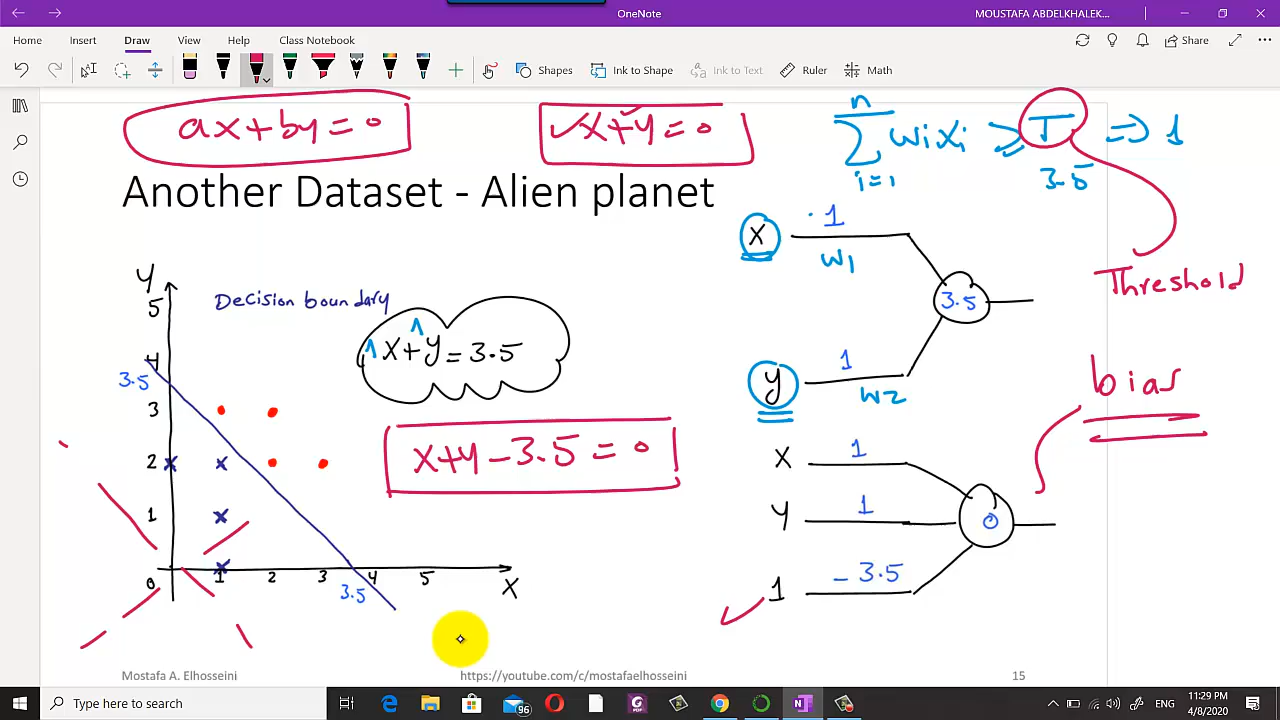 OneNote
MOUSTAFA ABDELKHALEK...
Home Insert Draw View Help Class Notebook
Share
Shapes Ink to Shape Ink to Text Ruler Math
ax+by=0
x+y=0
n
∑ wixi ≥ T => 1
i=1
3.5
Another Dataset - Alien planet
x 1
w1
3.5
y 1
w2
Threshold
bias
Y
5
Decision boundary
x+y=3.5
4
3.5
3
2
1
0 1 2 3 4 5
3.5
X
x+y-3.5=0
X 1
Y 1
0
1 -3.5
Mostafa A. Elhosseini
https://youtube.com/c/mostafaelhosseini
15
Type here to search
96
ENG
11:29 PM
4/8/2020